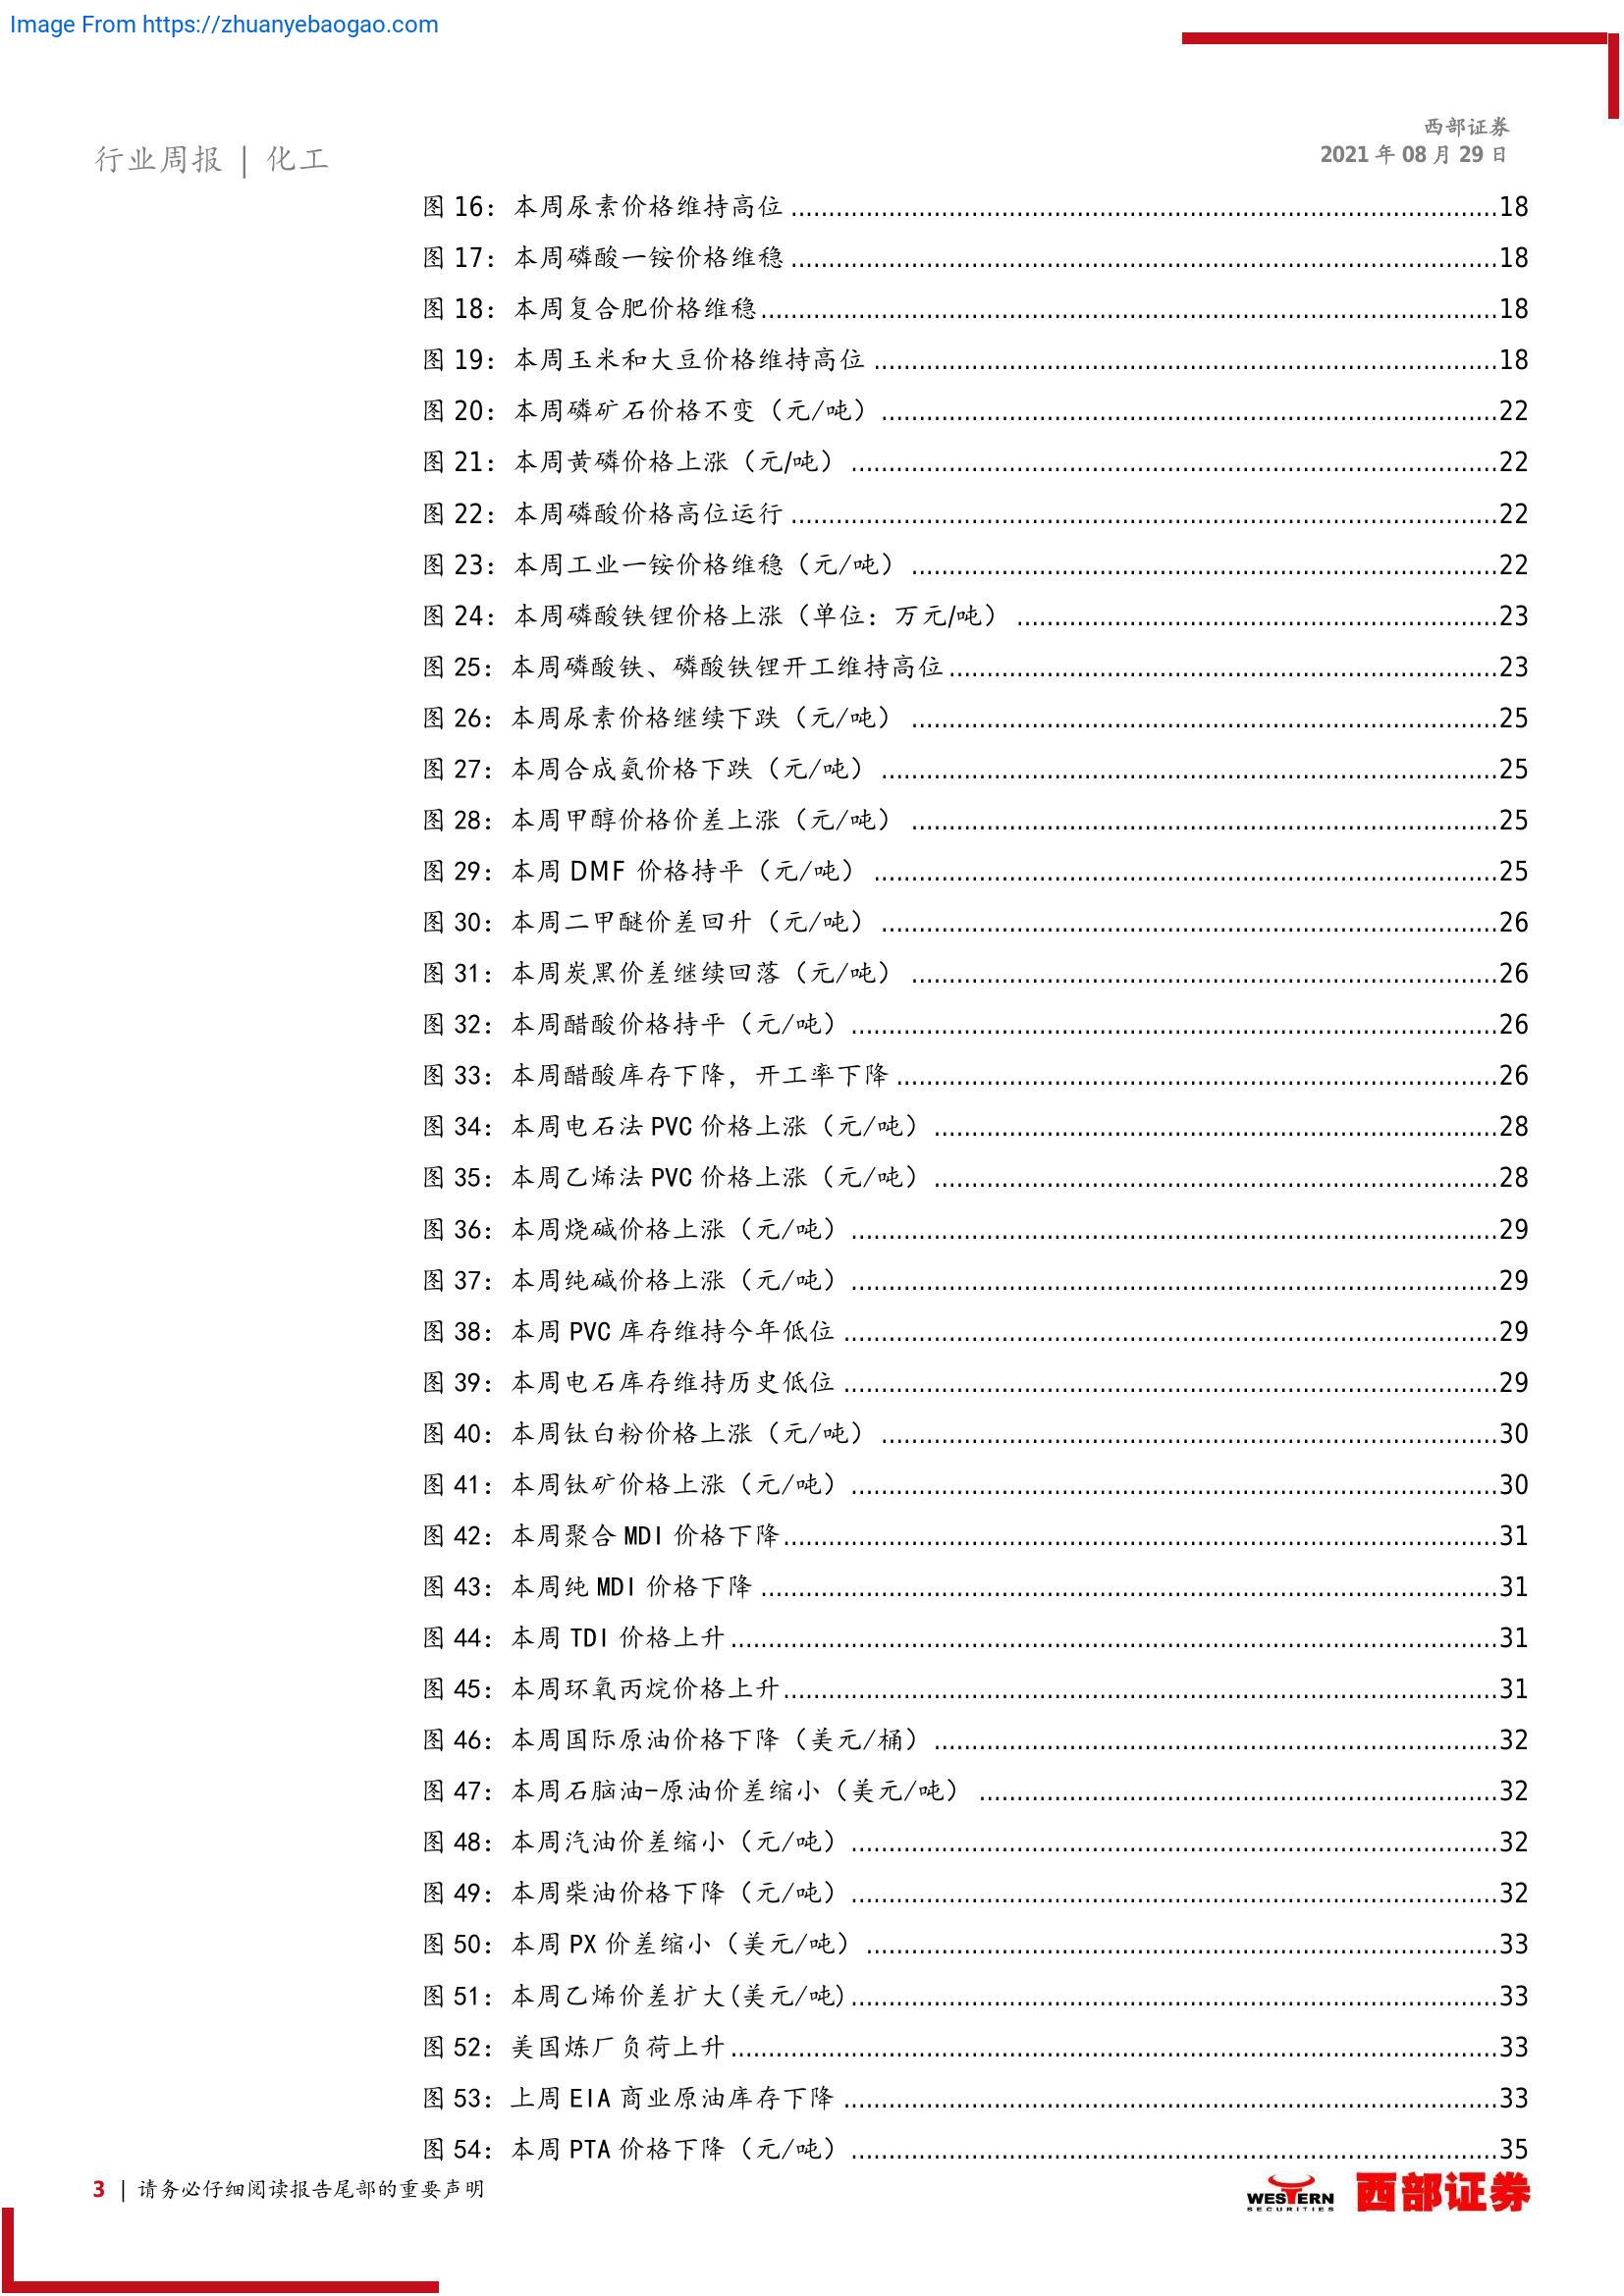 Image From https://zhuanyebaogao.com
西部证券
行业周报 | 化工
2021 年 08 月 29 日
图 16：本周尿素价格维持高位 ........ 18
图 17：本周磷酸一铵价格维稳 ........ 18
图 18：本周复合肥价格维稳 ........ 18
图 19：本周玉米和大豆价格维持高位 ........ 18
图 20：本周磷矿石价格不变（元/吨） ........ 22
图 21：本周黄磷价格上涨（元/吨） ........ 22
图 22：本周磷酸价格高位运行 ........ 22
图 23：本周工业一铵价格维稳（元/吨） ........ 22
图 24：本周磷酸铁锂价格上涨（单位：万元/吨） ........ 23
图 25：本周磷酸铁、磷酸铁锂开工维持高位 ........ 23
图 26：本周尿素价格继续下跌（元/吨） ........ 25
图 27：本周合成氨价格下跌（元/吨） ........ 25
图 28：本周甲醇价格价差上涨（元/吨） ........ 25
图 29：本周 DMF 价格持平（元/吨） ........ 25
图 30：本周二甲醚价差回升（元/吨） ........ 26
图 31：本周炭黑价差继续回落（元/吨） ........ 26
图 32：本周醋酸价格持平（元/吨） ........ 26
图 33：本周醋酸库存下降，开工率下降 ........ 26
图 34：本周电石法 PVC 价格上涨（元/吨） ........ 28
图 35：本周乙烯法 PVC 价格上涨（元/吨） ........ 28
图 36：本周烧碱价格上涨（元/吨） ........ 29
图 37：本周纯碱价格上涨（元/吨） ........ 29
图 38：本周 PVC 库存维持今年低位 ........ 29
图 39：本周电石库存维持历史低位 ........ 29
图 40：本周钛白粉价格上涨（元/吨） ........ 30
图 41：本周钛矿价格上涨（元/吨） ........ 30
图 42：本周聚合 MDI 价格下降 ........ 31
图 43：本周纯 MDI 价格下降 ........ 31
图 44：本周 TDI 价格上升 ........ 31
图 45：本周环氧丙烷价格上升 ........ 31
图 46：本周国际原油价格下降（美元/桶） ........ 32
图 47：本周石脑油-原油价差缩小（美元/吨） ........ 32
图 48：本周汽油价差缩小（元/吨） ........ 32
图 49：本周柴油价格下降（元/吨） ........ 32
图 50：本周 PX 价差缩小（美元/吨） ........ 33
图 51：本周乙烯价差扩大(美元/吨) ........ 33
图 52：美国炼厂负荷上升 ........ 33
图 53：上周 EIA 商业原油库存下降 ........ 33
图 54：本周 PTA 价格下降（元/吨） ........ 35
3 | 请务必仔细阅读报告尾部的重要声明
WESTERN
SECURITIES
西部证券